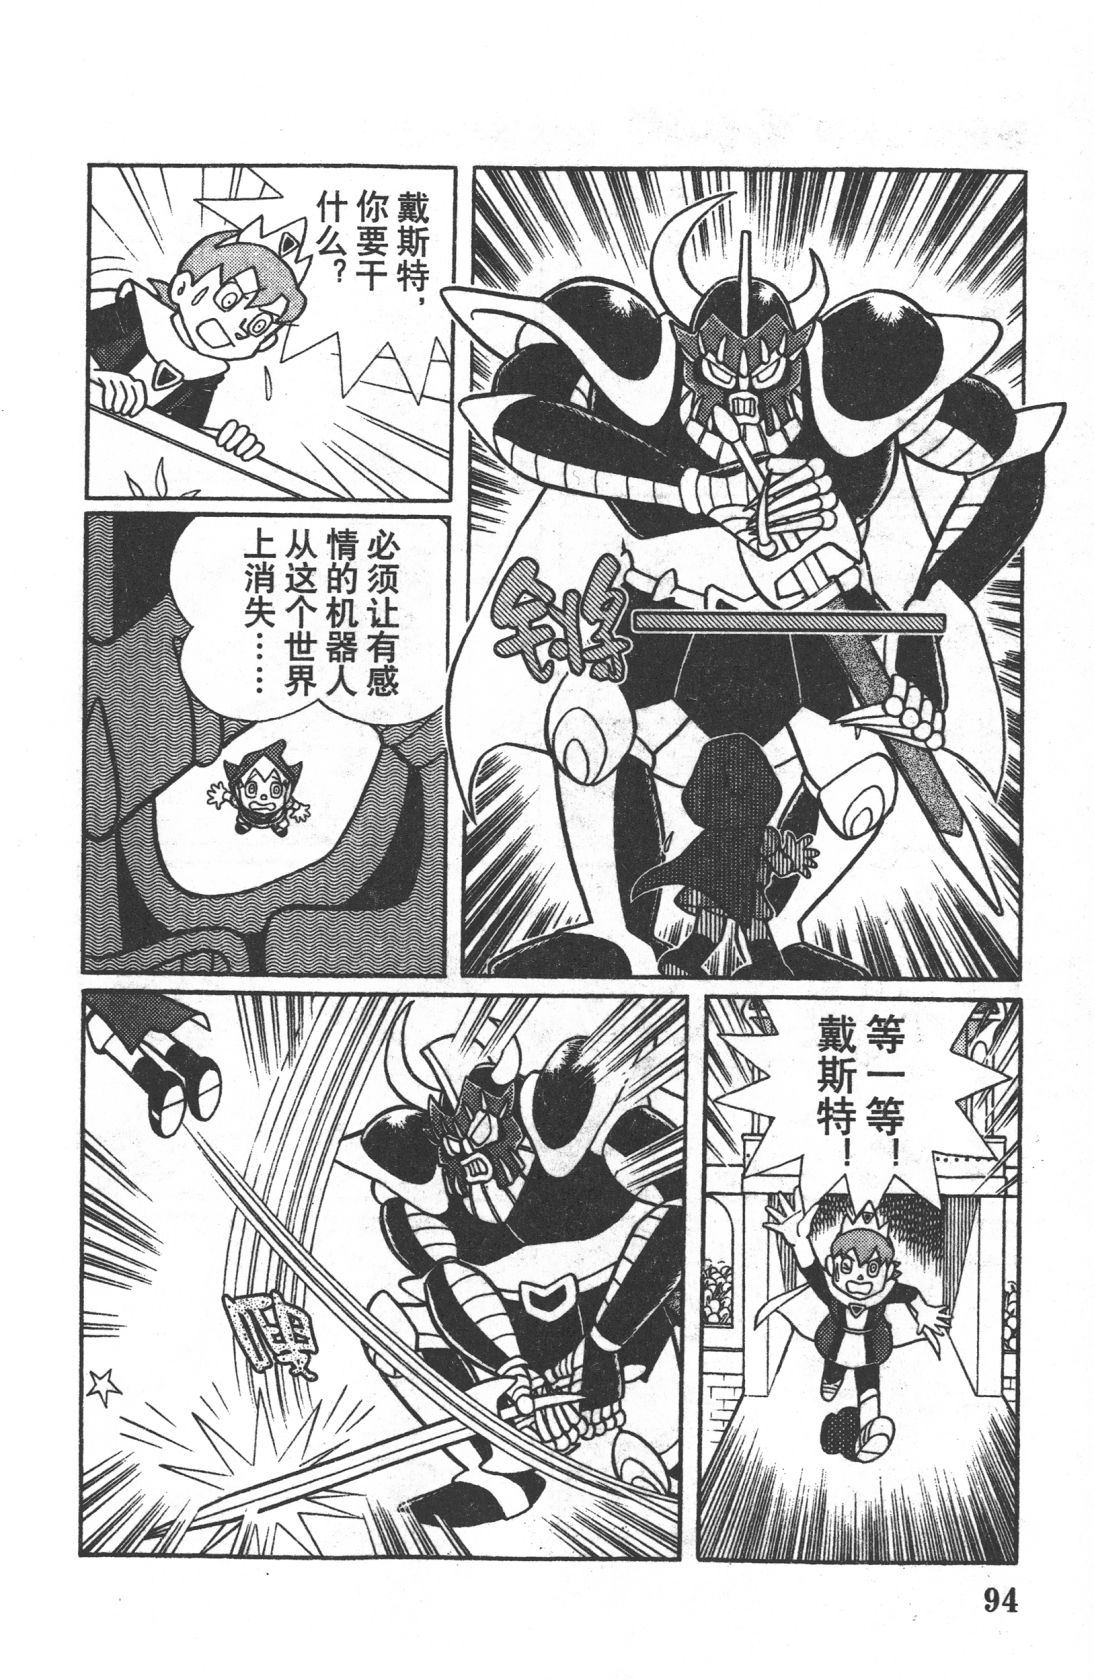 锵—
戴斯特，
你要干
什么？
必须让有感
情的机器人
从这个世界
上消失……
等一等！
戴斯特！
94